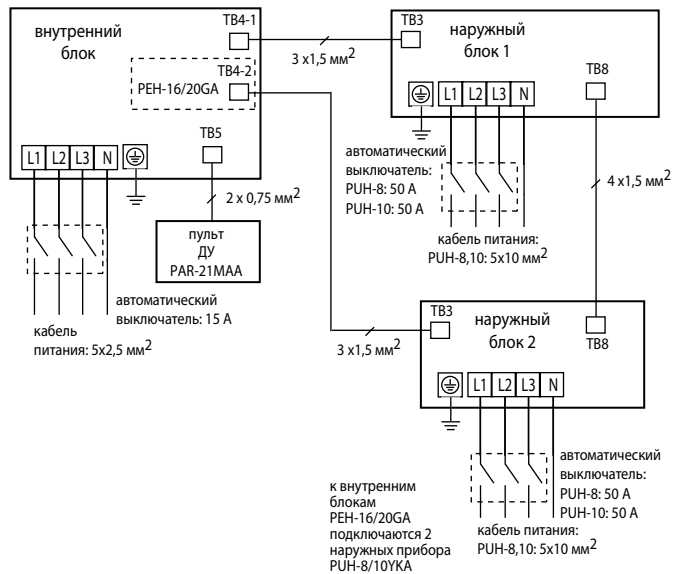 внутренний
блок
TB4-1
TB4-2
PEH-16/20GA
TB5
L1 L2 L3 N
2 x 0,75 мм2
пульт
ДУ
PAR-21MAA
автоматический
выключатель: 15 А
кабель
питания: 5x2,5 мм2
3 x1,5 мм2
TB3
наружный
блок 1
TB8
L1 L2 L3 N
автоматический
выключатель:
PUH-8: 50 А
PUH-10: 50 А
кабель питания:
PUH-8,10: 5x10 мм2
4 x1,5 мм2
3 x1,5 мм2
TB3
наружный
блок 2
TB8
L1 L2 L3 N
автоматический
выключатель:
PUH-8: 50 А
PUH-10: 50 А
кабель питания:
PUH-8,10: 5x10 мм2
к внутренним
блокам
PEH-16/20GA
подключаются 2
наружных прибора
PUH-8/10YKA